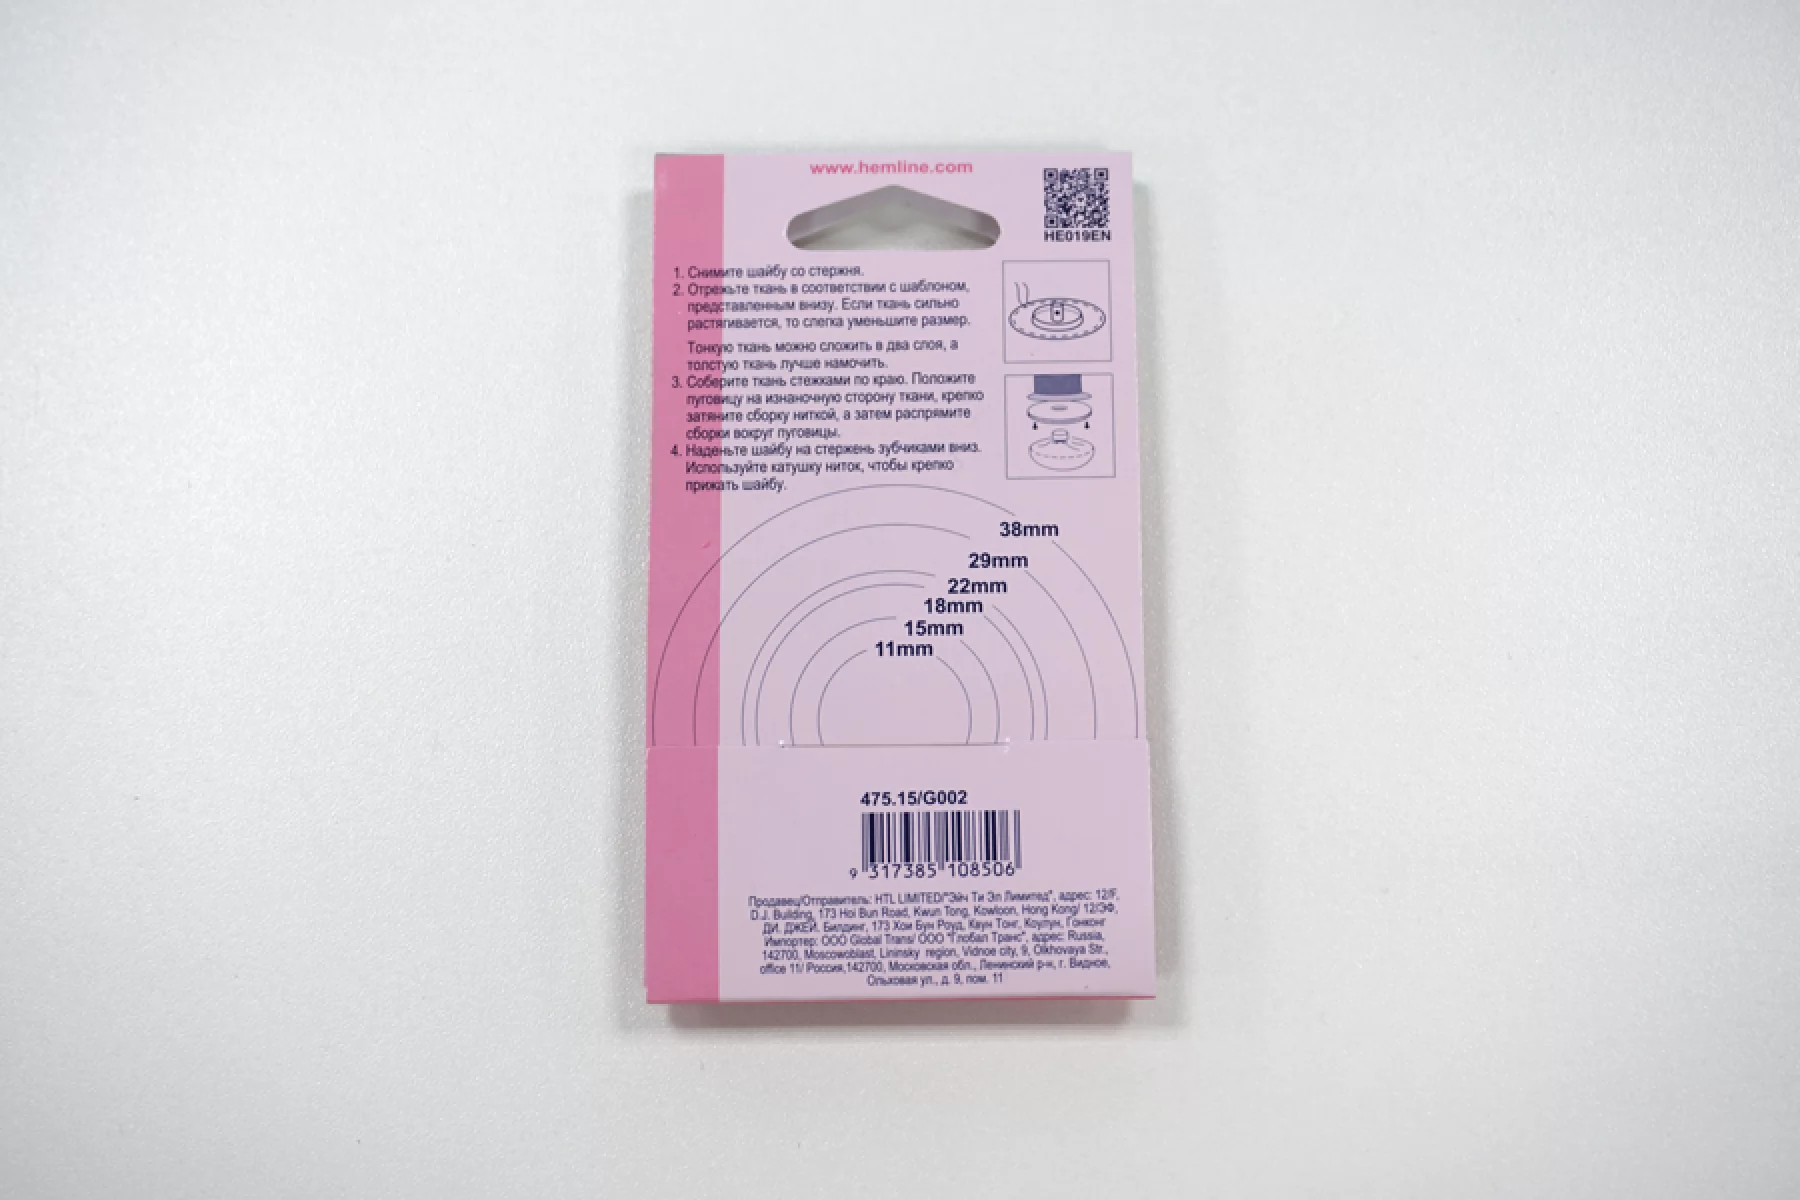 www.hemline.com
HE019EN
1. Снимите шайбу со стержня.
2. Отрежьте ткань в соответствии с шаблоном,
представленным внизу. Если ткань сильно
растягивается, то слегка уменьшите размер.
Тонкую ткань можно сложить в два слоя, а
толстую ткань лучше намочить.
3. Соберите ткань стежками по краю. Положите
пуговицу на изнаночную сторону ткани, крепко
затяните сборку ниткой, а затем распрямите
сборки вокруг пуговицы.
4. Наденьте шайбу на стержень зубчиками вниз.
Используйте катушку ниток, чтобы крепко
прижать шайбу.
38mm
29mm
22mm
18mm
15mm
11mm
475.15/G002
9 317385 108506
Продавец/Отправитель: HTL LIMITED/"Эйч Ти Эл Лимитед", адрес: 12/F,
D.J. Building, 173 Hoi Bun Road, Kwun Tong, Kowloon, Hong Kong/ 12/ЭФ,
ДИ. ДЖЕЙ. Билдинг, 173 Хои Бун Роуд, Квун Тонг, Коулун, Гонконг
Импортер: ООО Global Trans/ ООО "Глобал Транс", адрес: Russia,
142700, Moscowoblast, Lininsky region, Vidnoe city, 9, Olkhovaya Str.,
office 11/ Россия,142700, Московская обл., Ленинский р-н, г. Видное,
Ольховая ул., д. 9, пом. 11